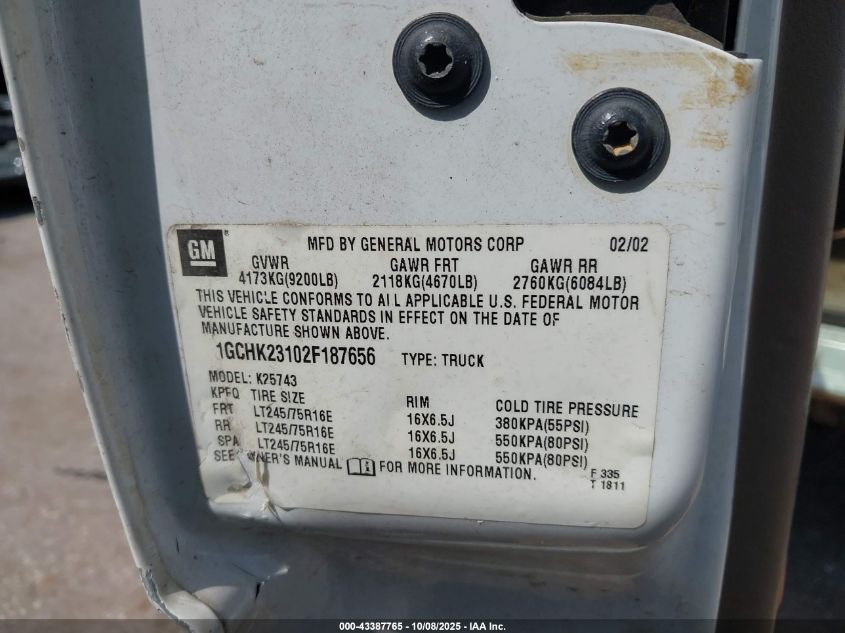 GM
MFD BY GENERAL MOTORS CORP 02/02
GVWR GAWR FRT GAWR RR
4173KG(9200LB) 2118KG(4670LB) 2760KG(6084LB)
THIS VEHICLE CONFORMS TO ALL APPLICABLE U.S. FEDERAL MOTOR
VEHICLE SAFETY STANDARDS IN EFFECT ON THE DATE OF
MANUFACTURE SHOWN ABOVE.
1GCHK23102F187656 TYPE: TRUCK
MODEL: K25743
KPFQ TIRE SIZE RIM COLD TIRE PRESSURE
FRT LT245/75R16E 16X6.5J 380KPA(55PSI)
RR LT245/75R16E 16X6.5J 550KPA(80PSI)
SPA LT245/75R16E 16X6.5J 550KPA(80PSI)
SEE WNER'S MANUAL FOR MORE INFORMATION.
F 335
T 1811
000-43387765 - 10/08/2025 - IAA Inc.